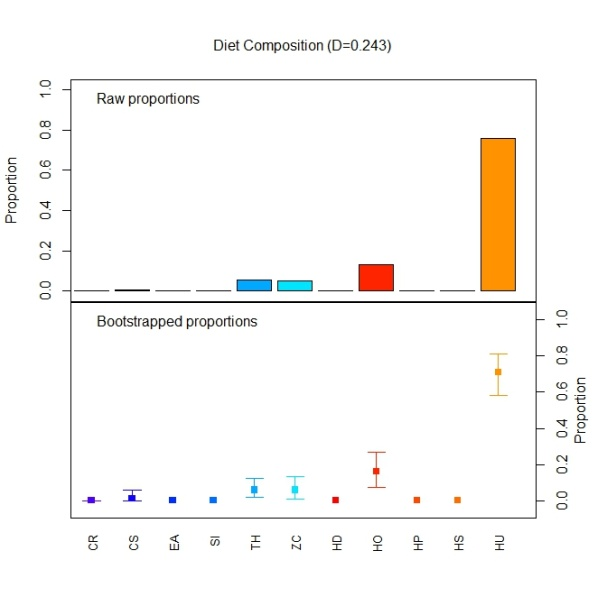 Diet Composition (D=0.243)
Raw proportions
Proportion
1.0
0.8
0.6
0.4
0.2
0.0
Bootstrapped proportions
1.0
0.8
0.6
0.4
0.2
0.0
Proportion
CR CS EA SI TH ZC HD HO HP HS HU